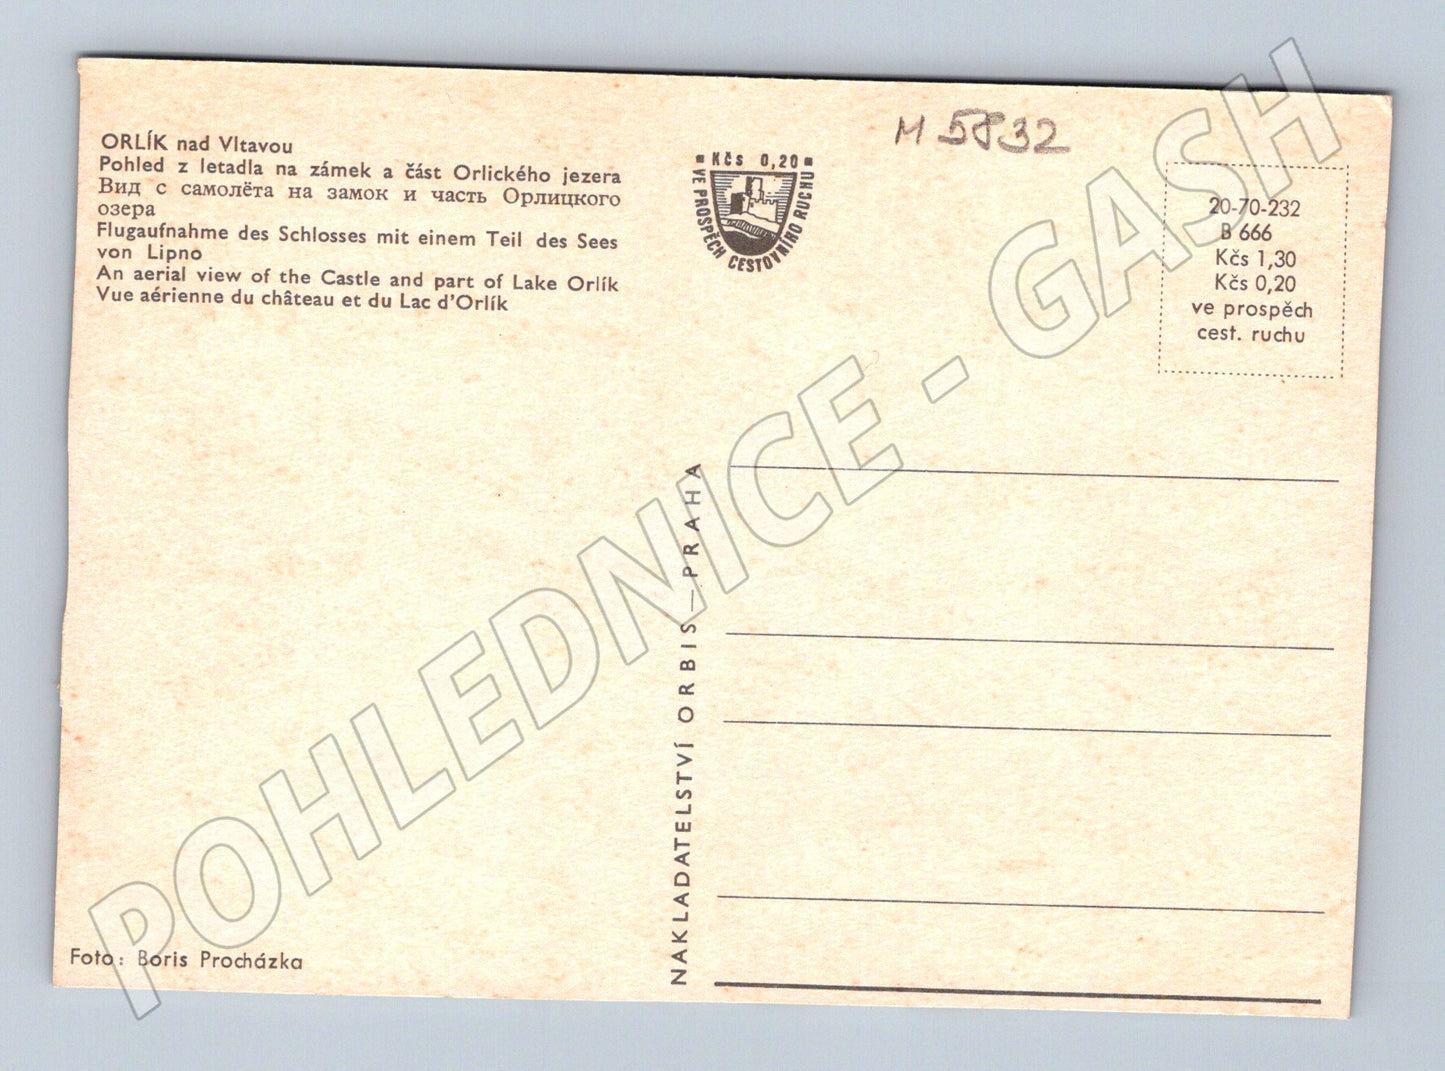 ORLÍK nad Vltavou
Pohled z letadla na zámek a část Orlického jezera
Вид с самолёта на замок и часть Орлицкого
озера
Flugaufnahme des Schlosses mit einem Teil des Sees
von Lipno
An aerial view of the Castle and part of Lake Orlík
Vue aérienne du château et du Lac d'Orlík
Kčs 0,20
VE PROSPĚCH CESTOVNÍHO RUCHU
M 5832
20-70-232
B 666
Kčs 1,30
Kčs 0,20
ve prospěch
cest. ruchu
NAKLADATELSTVÍ ORBIS — PRAHA
Foto: Boris Procházka
POHLEDNICE - GASH